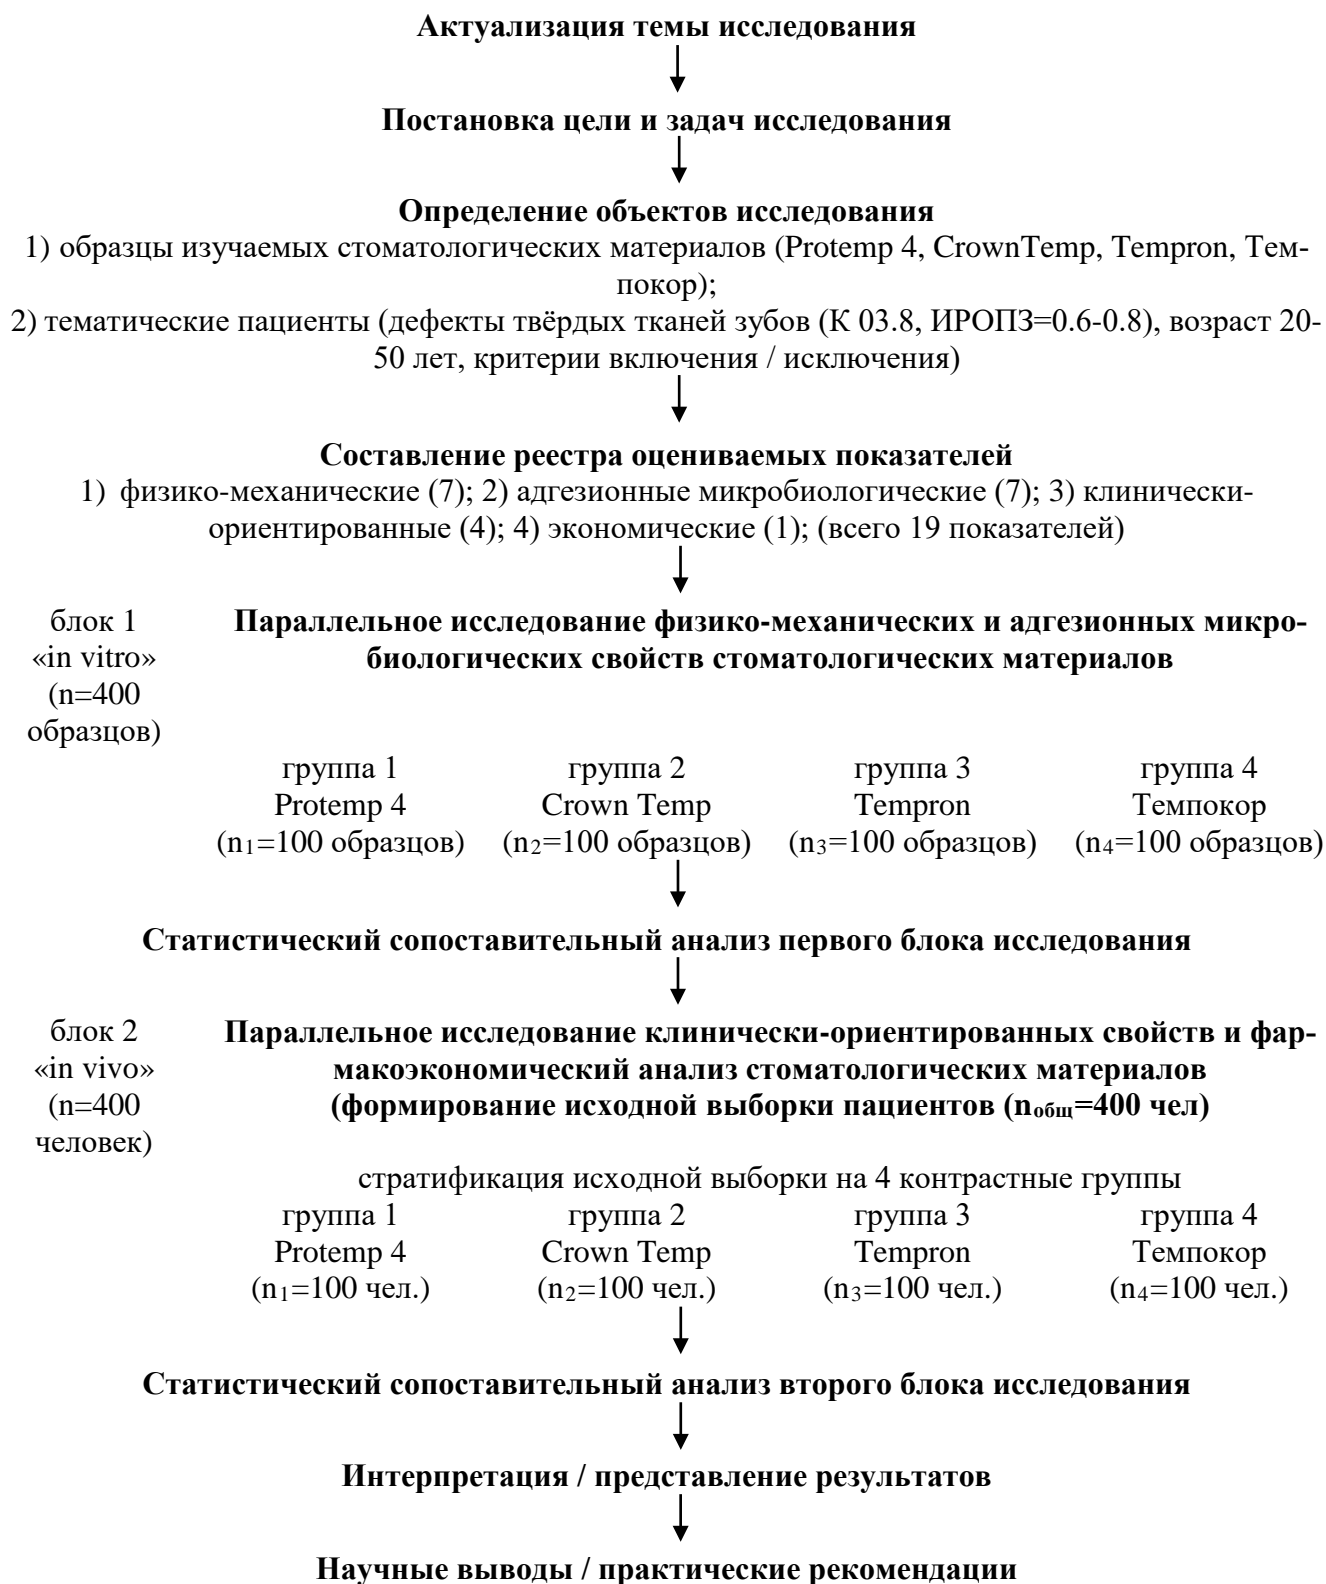 Актуализация темы исследования
Постановка цели и задач исследования
Определение объектов исследования
1) образцы изучаемых стоматологических материалов (Protemp 4, CrownTemp, Tempron, Тем-
покор);
2) тематические пациенты (дефекты твёрдых тканей зубов (К 03.8, ИРОПЗ=0.6-0.8), возраст 20-
50 лет, критерии включения / исключения)
Составление реестра оцениваемых показателей
1) физико-механические (7); 2) адгезионные микробиологические (7); 3) клинически-
ориентированные (4); 4) экономические (1); (всего 19 показателей)
блок 1
«in vitro»
(n=400
образцов)
Параллельное исследование физико-механических и адгезионных микро-
биологических свойств стоматологических материалов
группа 1 группа 2 группа 3 группа 4
Protemp 4 Crown Temp Tempron Темпокор
(n₁=100 образцов) (n₂=100 образцов) (n₃=100 образцов) (n₄=100 образцов)
Статистический сопоставительный анализ первого блока исследования
блок 2
«in vivo»
(n=400
человек)
Параллельное исследование клинически-ориентированных свойств и фар-
макоэкономический анализ стоматологических материалов
(формирование исходной выборки пациентов (nобщ=400 чел)
стратификация исходной выборки на 4 контрастные группы
группа 1 группа 2 группа 3 группа 4
Protemp 4 Crown Temp Tempron Темпокор
(n₁=100 чел.) (n₂=100 чел.) (n₃=100 чел.) (n₄=100 чел.)
Статистический сопоставительный анализ второго блока исследования
Интерпретация / представление результатов
Научные выводы / практические рекомендации